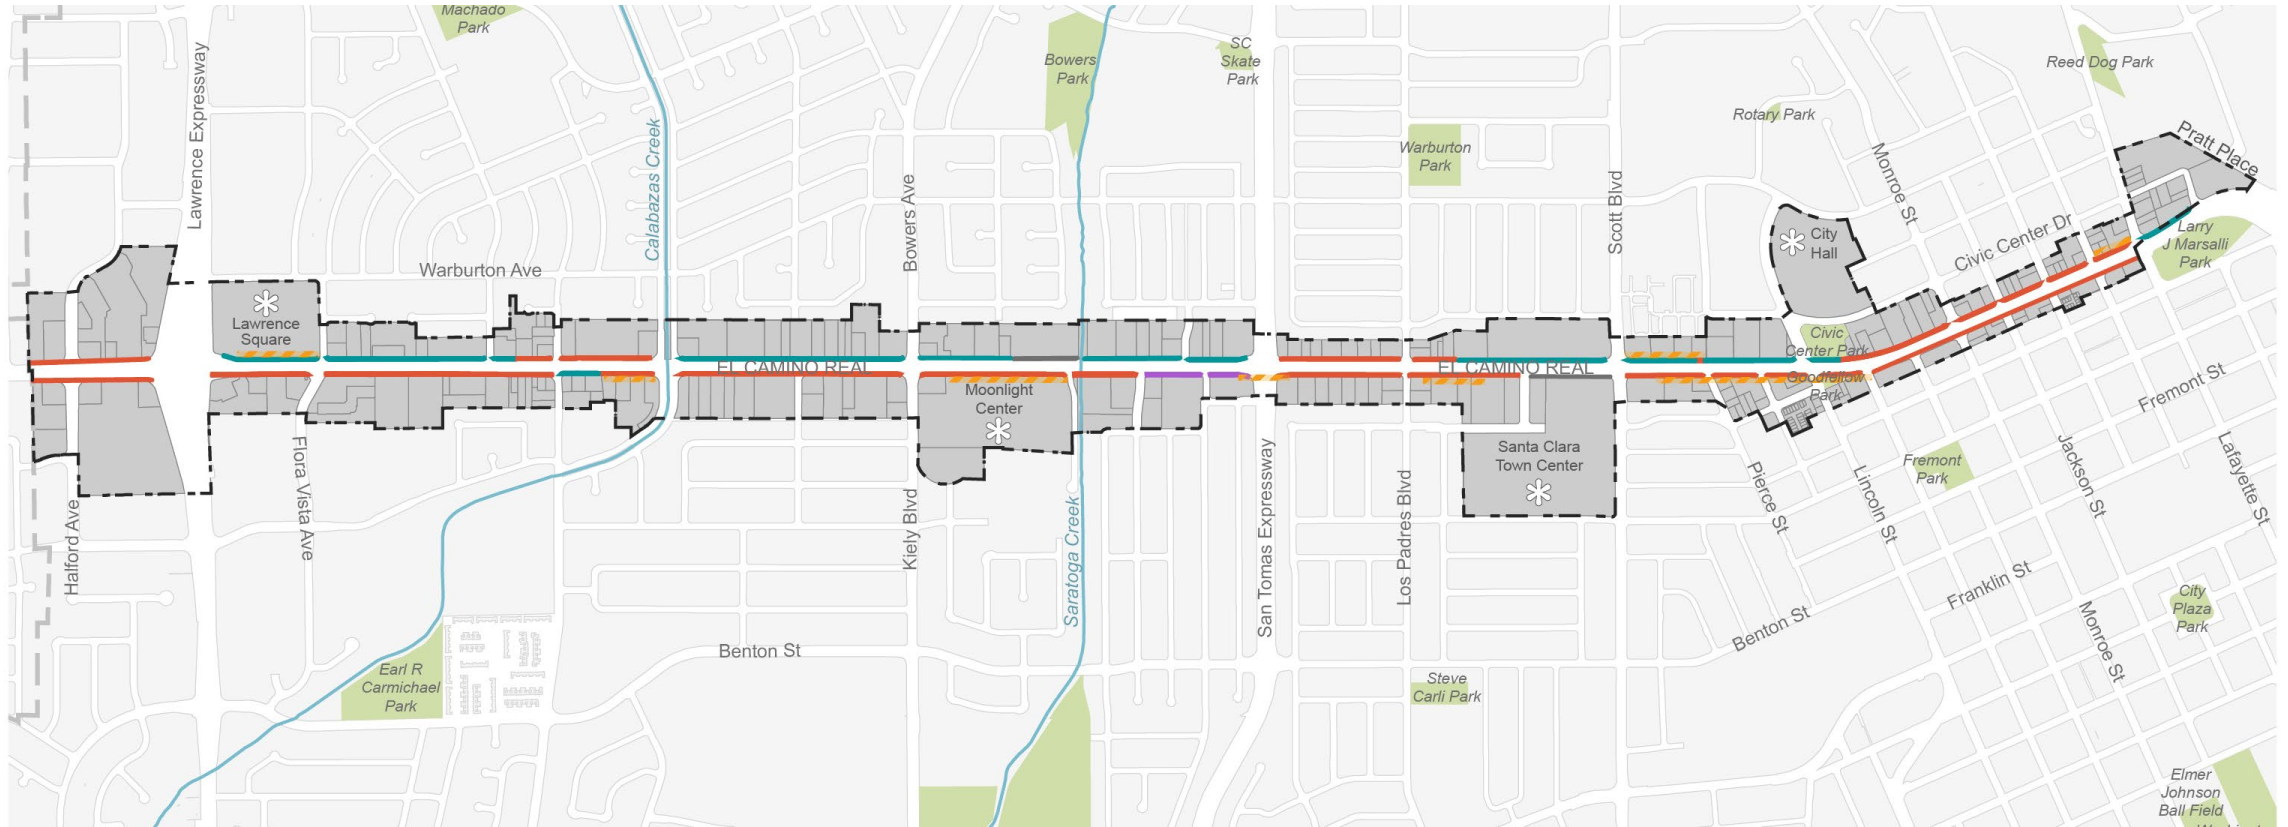 Machado
Park
SC
Skate
Park
Bowers
Park
Reed Dog Park
Rotary Park
Pratt Place
Lawrence Expressway
Calabazas Creek
Warburton
Park
Monroe St
Bowers Ave
Scott Blvd
City
Hall
Civic Center Dr
Larry
J Marsalli
Park
Warburton Ave
Lawrence
Square
Civic
Center Park
EL CAMINO REAL
EL CAMINO REAL
Goodfellow
Park
Moonlight
Center
Fremont St
Santa Clara
Town Center
Flora Vista Ave
Halford Ave
Kiely Blvd
Saratoga Creek
San Tomas Expressway
Los Padres Blvd
Pierce St
Lincoln St
Fremont
Park
Jackson St
Lafayette St
Franklin St
City
Plaza
Park
Benton St
Benton St
Monroe St
Earl R
Carmichael
Park
Steve
Carli Park
Elmer
Johnson
Ball Field